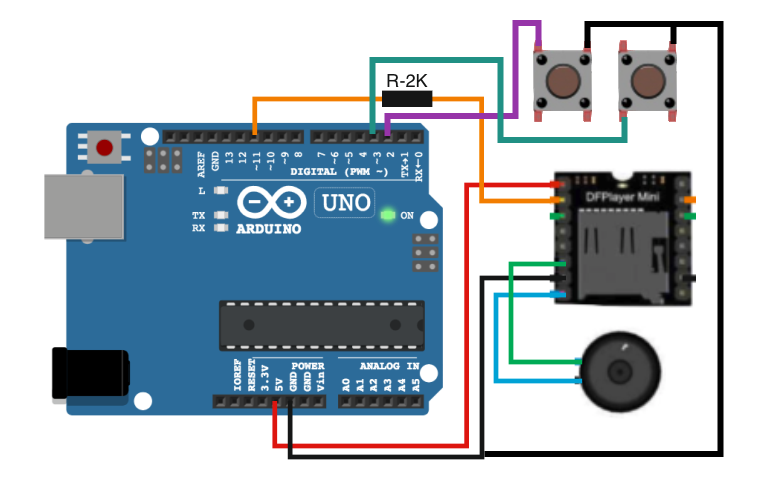 R-2K
AREF
GND
13
12
~11
~10
~9
8
7
~6
~5
4
~3
2
TX→1
RX←0
DIGITAL (PWM ~)
L
TX
RX
UNO
ARDUINO
ON
DFPlayer Mini
IOREF
RESET
3.3V
5V
GND
GND
Vin
POWER
ANALOG IN
A0
A1
A2
A3
A4
A5